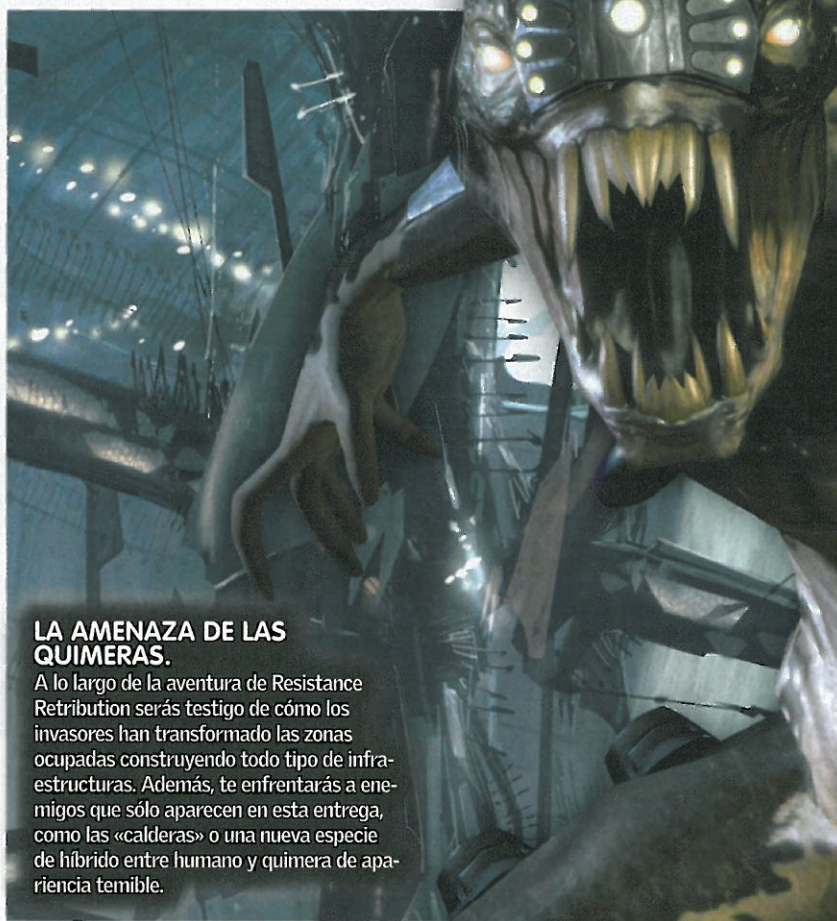 LA AMENAZA DE LAS
QUIMERAS.
A lo largo de la aventura de Resistance
Retribution serás testigo de cómo los
invasores han transformado las zonas
ocupadas construyendo todo tipo de infra-
estructuras. Además, te enfrentarás a ene-
migos que sólo aparecen en esta entrega,
como las «calderas» o una nueva especie
de híbrido entre humano y quimera de apa-
riencia temible.